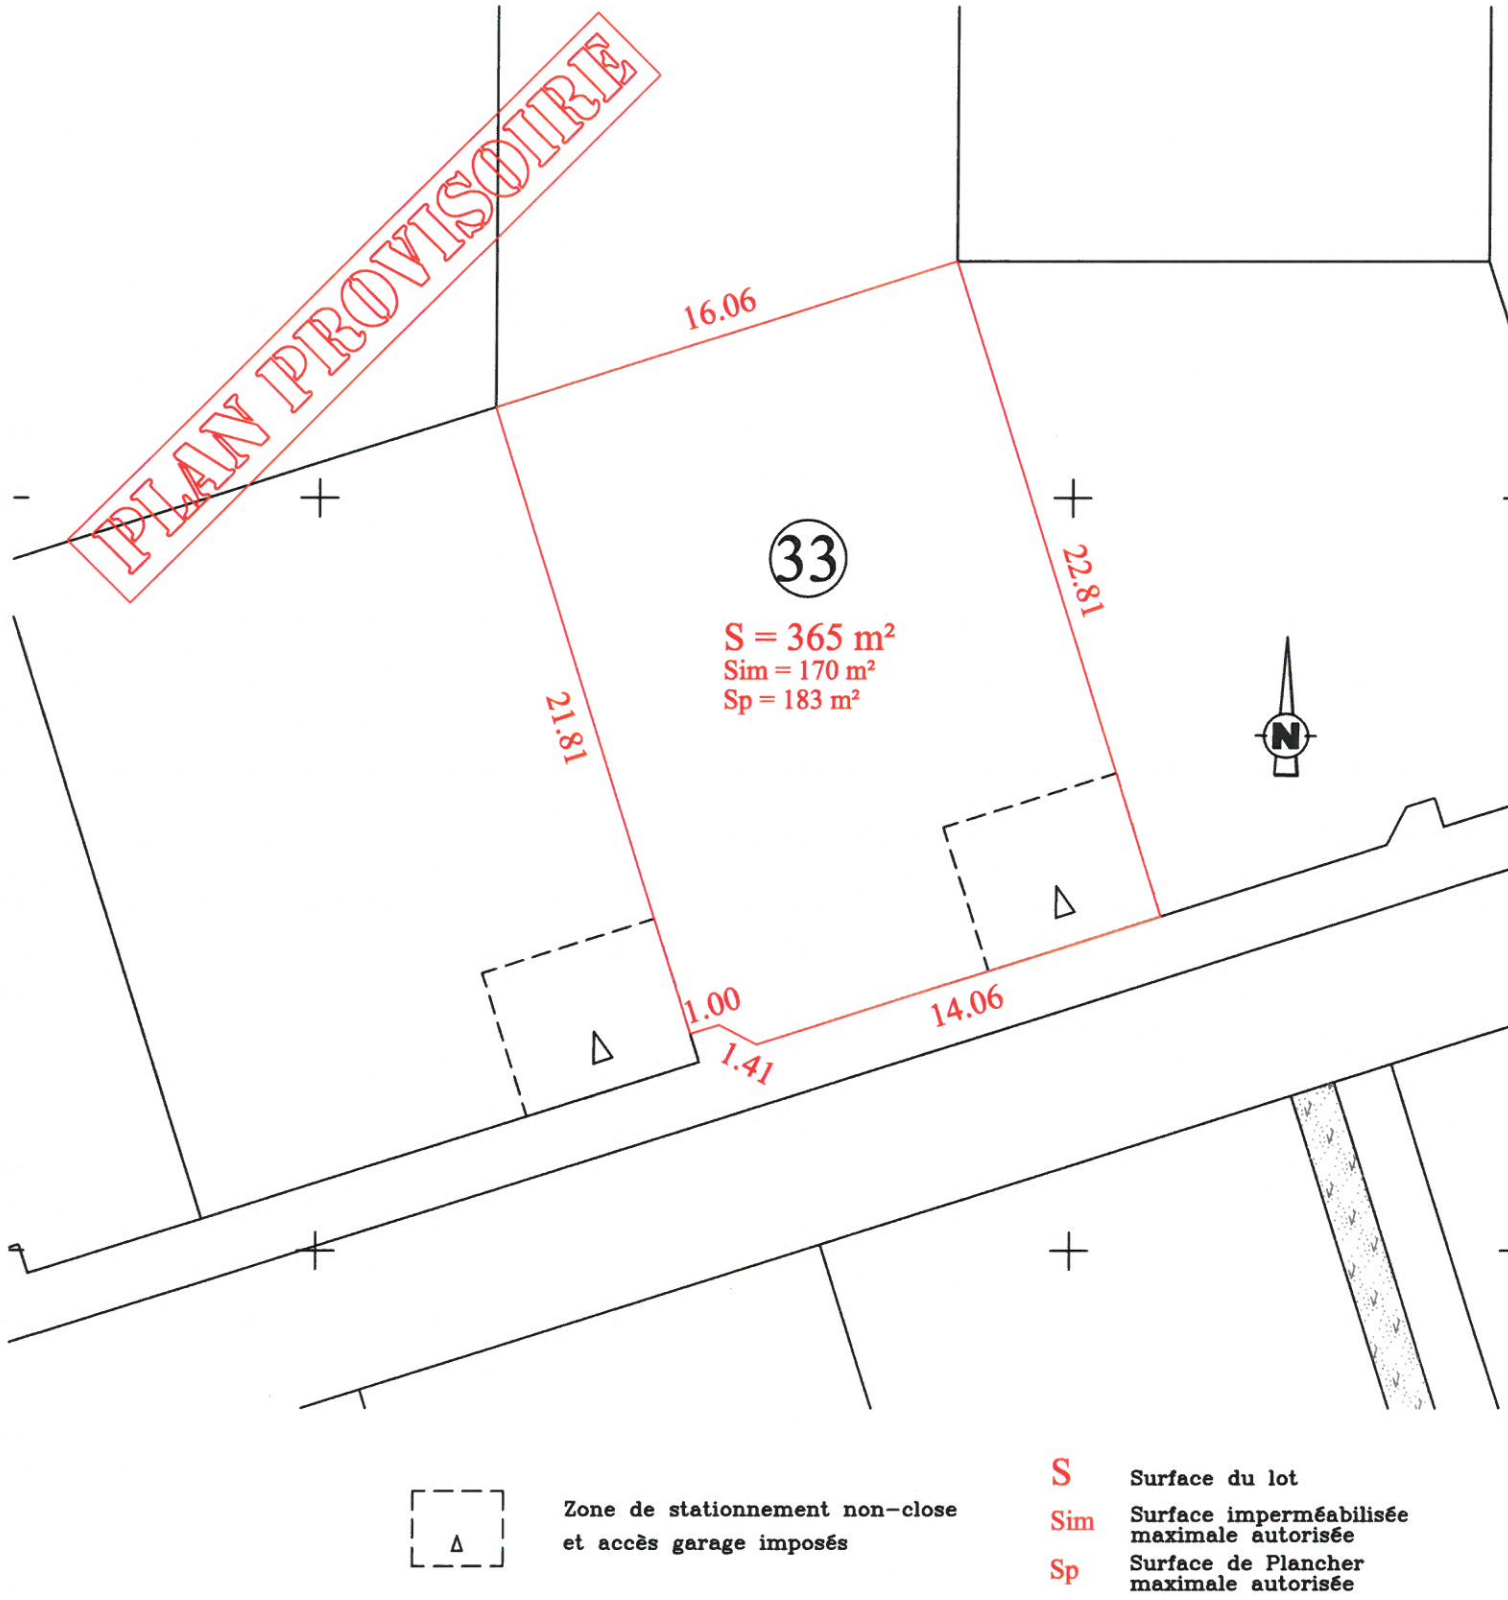 PLAN PROVISOIRE
16.06
33
22.81
S = 365 m²
Sim = 170 m²
Sp = 183 m²
21.81
N
1.00
14.06
1.41
S Surface du lot
Zone de stationnement non-close
et accès garage imposés
Sim Surface imperméabilisée
maximale autorisée
Sp Surface de Plancher
maximale autorisée